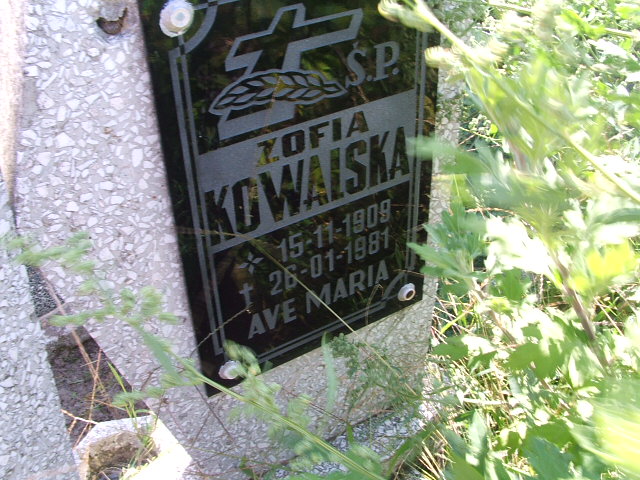 Ś.P.
ZOFIA
KOWALSKA
* 15-11-1909
† 26-01-1981
AVE MARIA